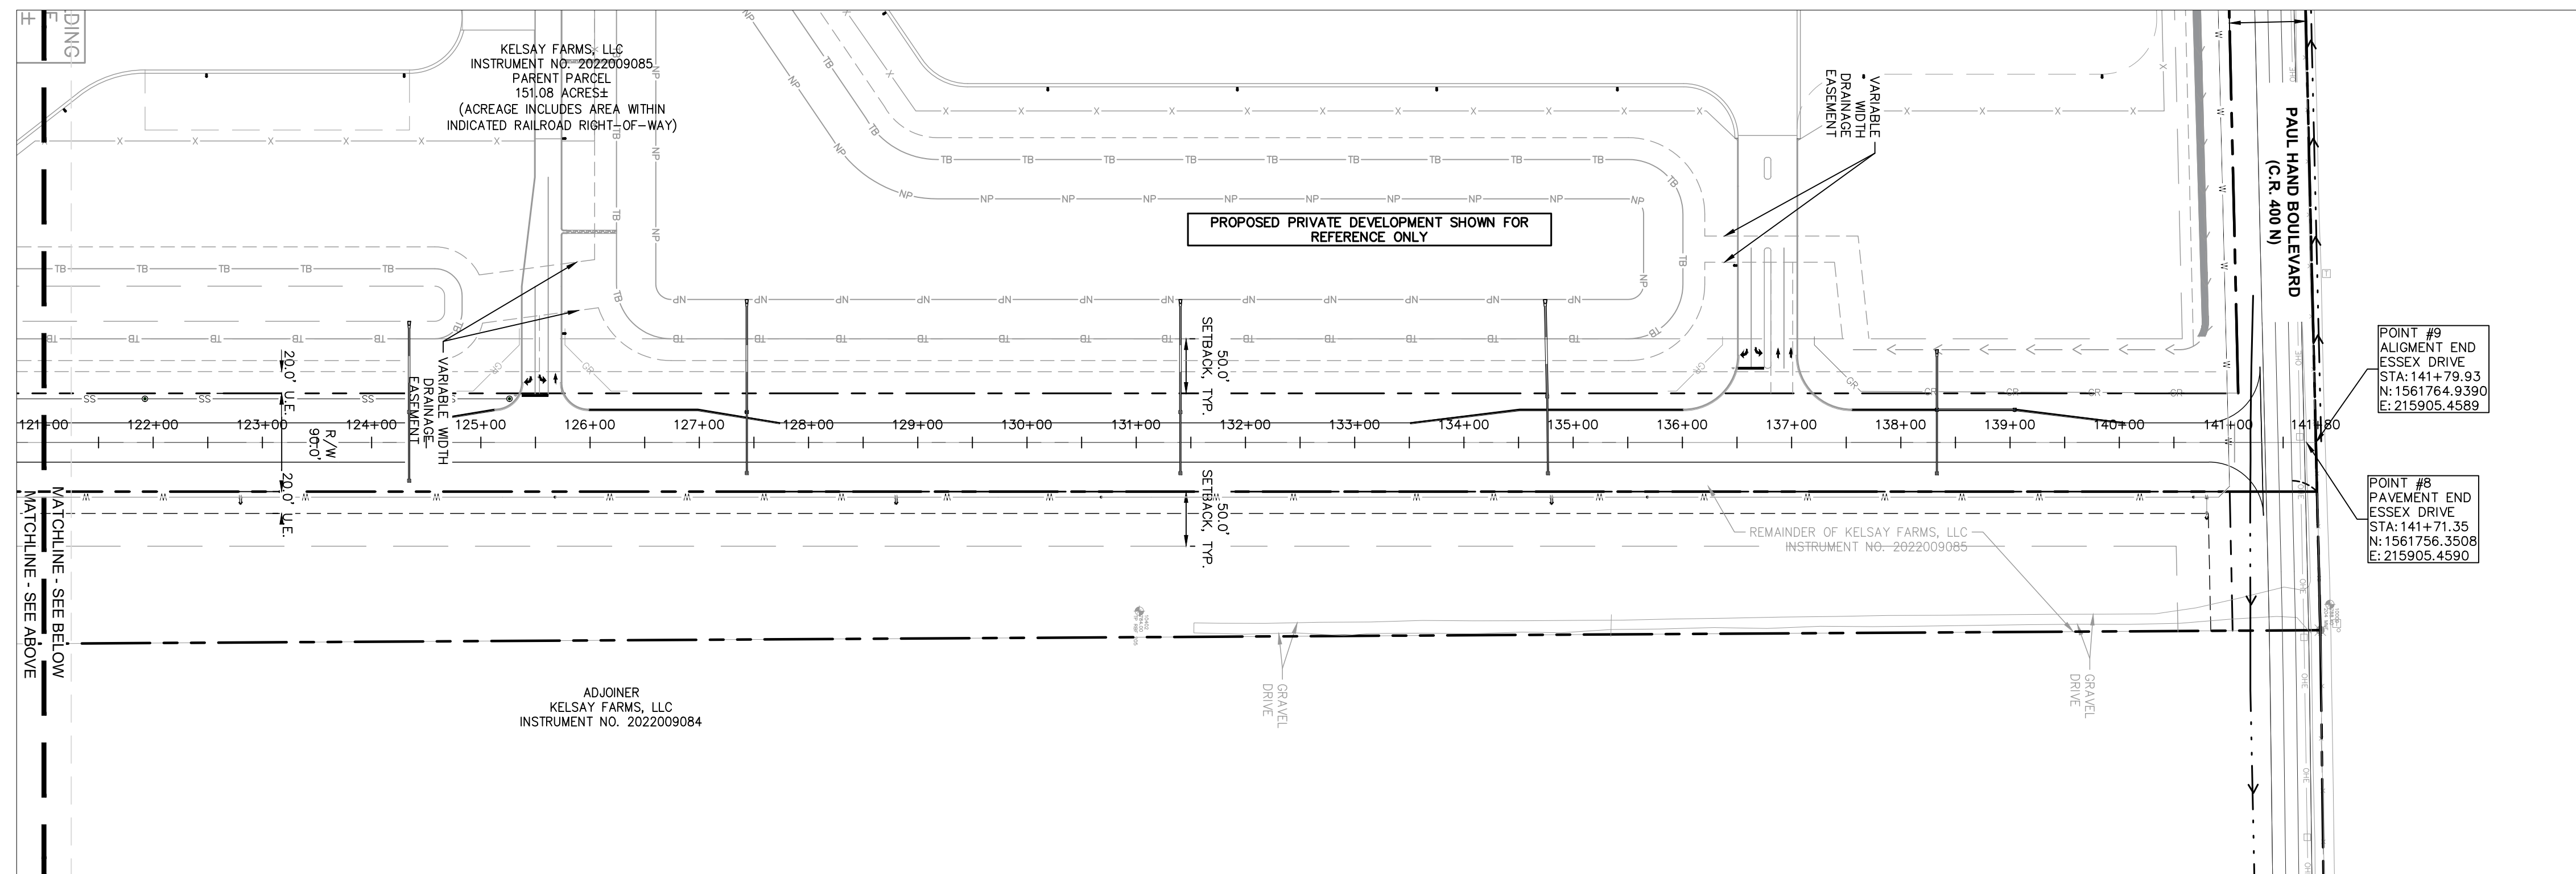 LDING
KELSAY FARMS, LLC
INSTRUMENT NO. 2022009085
PARENT PARCEL
151.08 ACRES±
(ACREAGE INCLUDES AREA WITHIN
INDICATED RAILROAD RIGHT-OF-WAY)
VARIABLE
WIDTH
DRAINAGE
EASEMENT
PAUL HAND BOULEVARD
(C.R. 400 N)
PROPOSED PRIVATE DEVELOPMENT SHOWN FOR
REFERENCE ONLY
POINT #9
ALIGMENT END
ESSEX DRIVE
STA:141+79.93
N:1561764.9390
E: 215905.4589
POINT #8
PAVEMENT END
ESSEX DRIVE
STA:141+71.35
N:1561756.3508
E: 215905.4590
20.0' U.E.
R/W
90.0'
20.0' U.E.
VARIABLE WIDTH
DRAINAGE
EASEMENT
50.0'
SETBACK, TYP.
50.0'
SETBACK, TYP.
121+00 122+00 123+00 124+00 125+00 126+00 127+00 128+00 129+00 130+00 131+00 132+00 133+00 134+00 135+00 136+00 137+00 138+00 139+00 140+00 141+00 141+80
MATCHLINE - SEE BELOW
MATCHLINE - SEE ABOVE
REMAINDER OF KELSAY FARMS, LLC
INSTRUMENT NO. 2022009085
GRAVEL
DRIVE
GRAVEL
DRIVE
ADJOINER
KELSAY FARMS, LLC
INSTRUMENT NO. 2022009084